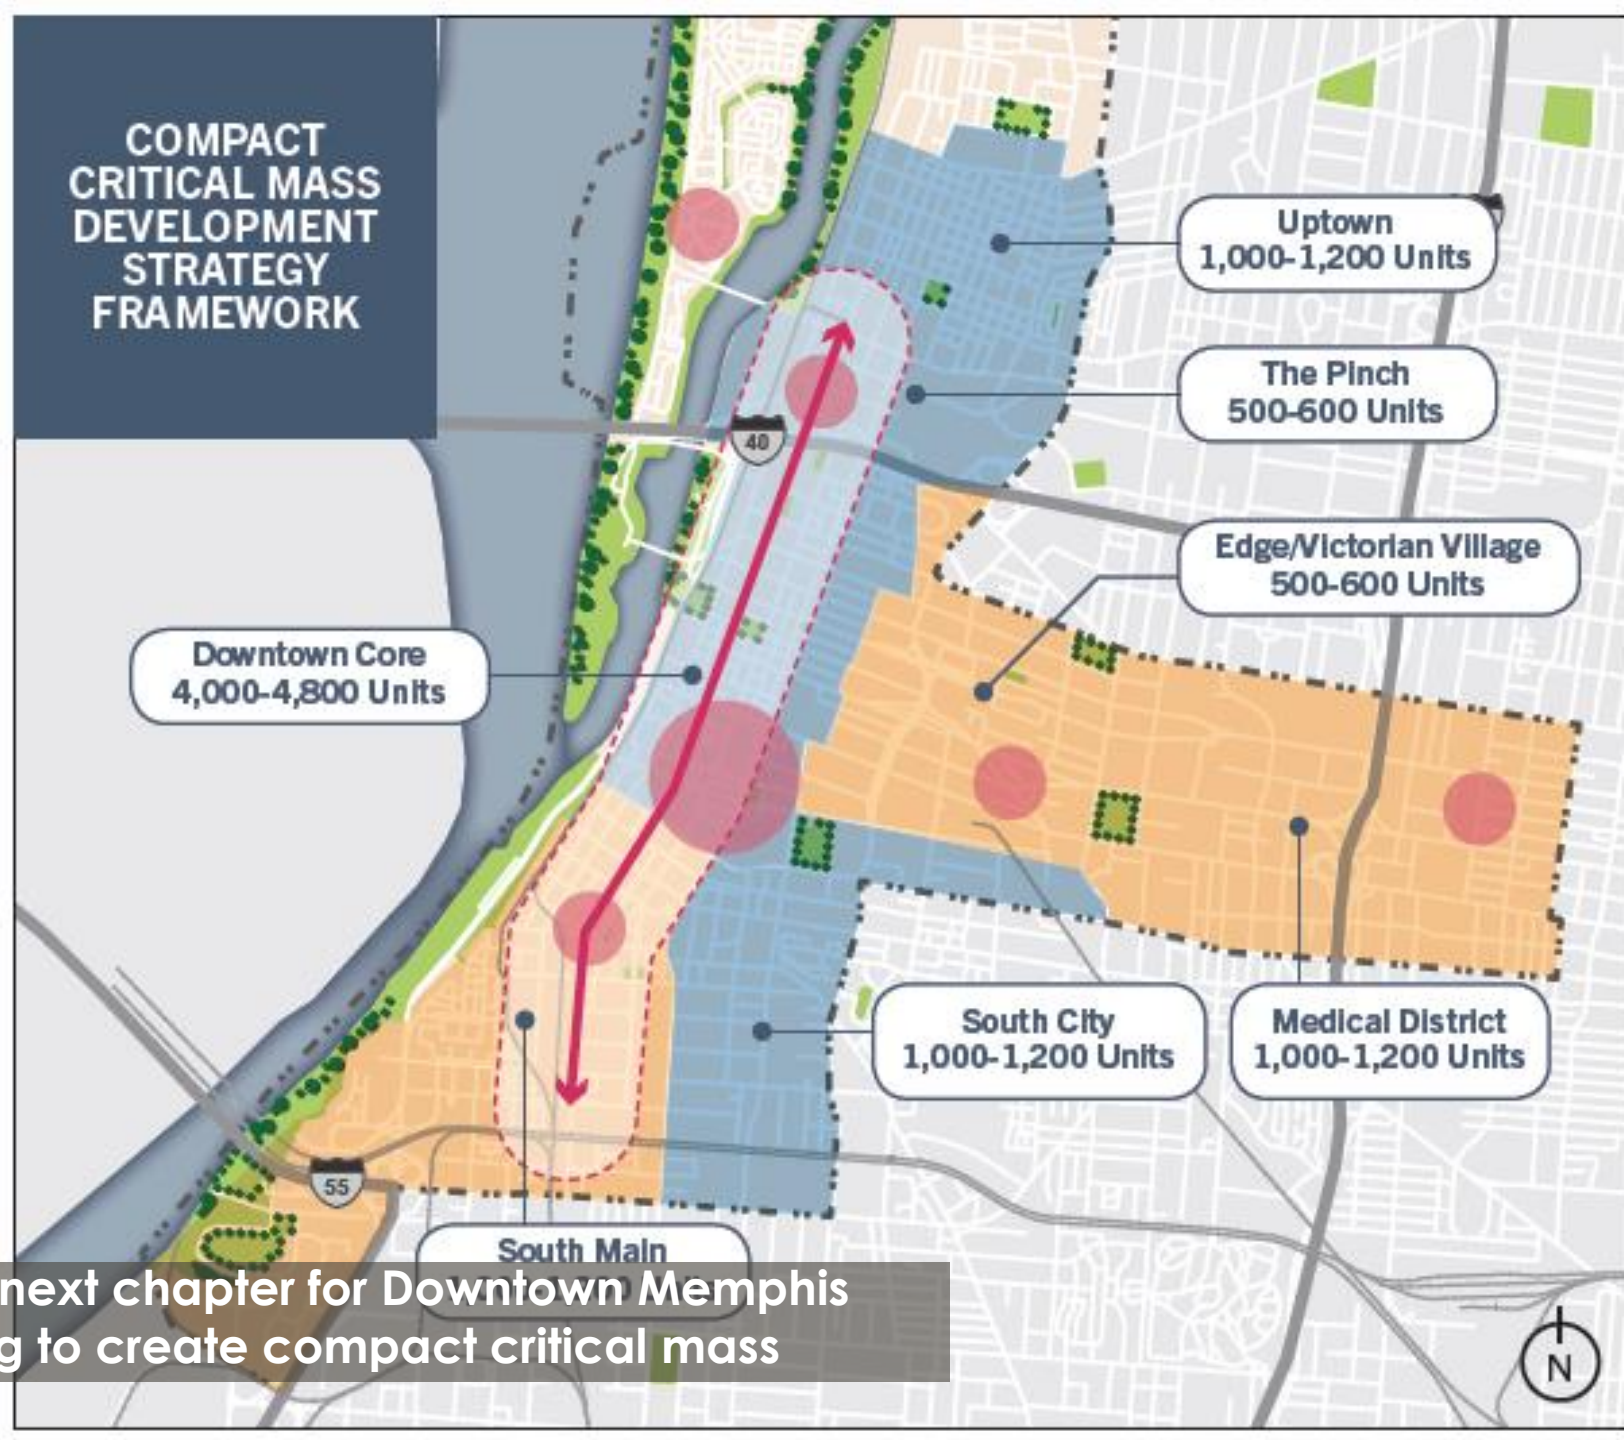 COMPACT
CRITICAL MASS
DEVELOPMENT
STRATEGY
FRAMEWORK
Uptown
1,000-1,200 Units
The Pinch
500-600 Units
40
Edge/Victorian Village
500-600 Units
Downtown Core
4,000-4,800 Units
South City
1,000-1,200 Units
Medical District
1,000-1,200 Units
55
South Main
next chapter for Downtown Memphis
to create compact critical mass
N